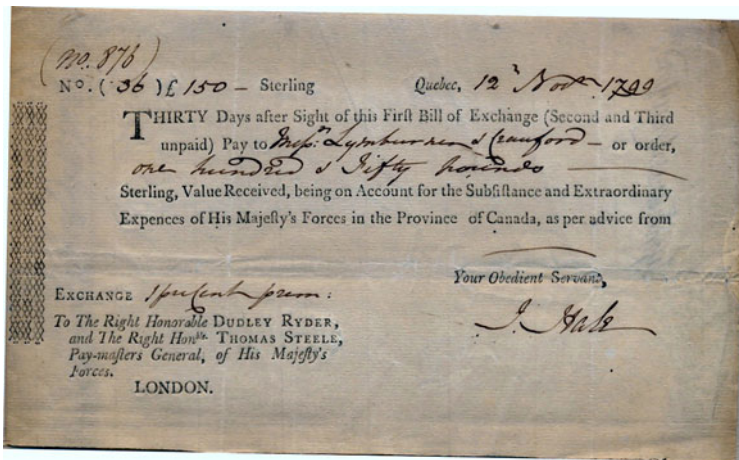 (No. 876)
No. (36) £ 150 — Sterling Quebec, 12 Novr. 1799
THIRTY Days after Sight of this First Bill of Exchange (Second and Third
unpaid) Pay to Messrs. Lymburner & Crauford — or order,
one hundred & Fifty pounds ———
Sterling, Value Received, being on Account for the Subsistance and Extraordinary
Expences of His Majesty's Forces in the Province of Canada, as per advice from
Your Obedient Servant,
EXCHANGE 1 per Cent prem:
J. Hale
To The Right Honorable DUDLEY RYDER,
and The Right Honble. THOMAS STEELE,
Pay-masters General, of His Majesty's
Forces.
LONDON.